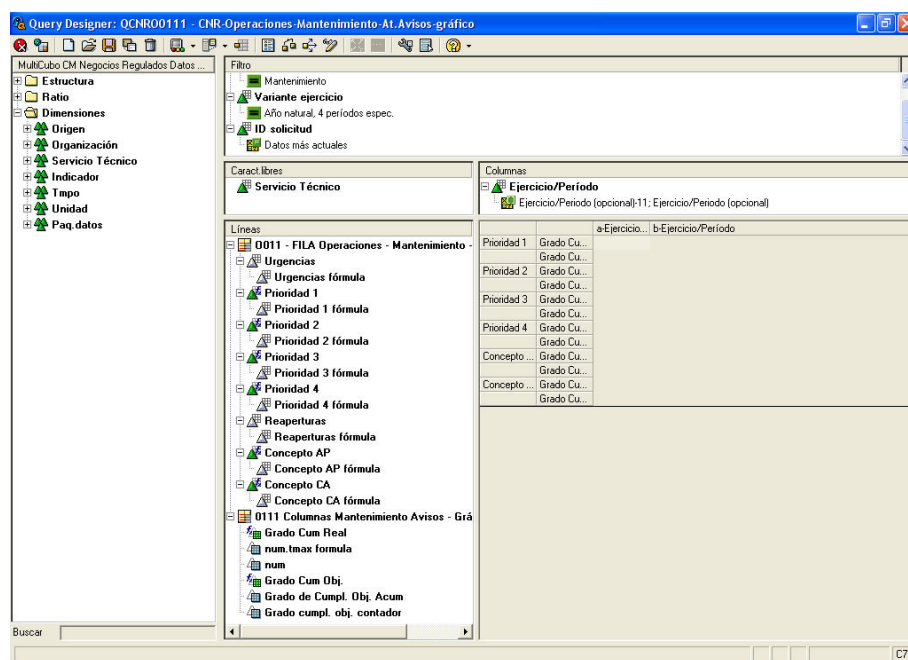 Query Designer: QCNRO0111 - CNR-Operaciones-Mantenimiento-At.Avisos-gráfico
MultiCubo CM Negocios Regulados Datos ...
Estructura
Ratio
Dimensiones
Origen
Organización
Servicio Técnico
Indicador
Tmpo
Unidad
Paq.datos
Buscar
Filtro
Mantenimiento
Variante ejercicio
Año natural, 4 períodos espec.
ID solicitud
Datos más actuales
Caract.libres
Servicio Técnico
Columnas
Ejercicio/Período
Ejercicio/Periodo (opcional)-11; Ejercicio/Periodo (opcional)
Líneas
O011 - FILA Operaciones - Mantenimiento -
Urgencias
Urgencias fórmula
Prioridad 1
Prioridad 1 fórmula
Prioridad 2
Prioridad 2 fórmula
Prioridad 3
Prioridad 3 fórmula
Prioridad 4
Prioridad 4 fórmula
Reaperturas
Reaperturas fórmula
Concepto AP
Concepto AP fórmula
Concepto CA
Concepto CA fórmula
O111 Columnas Mantenimiento Avisos - Grá
Grado Cum Real
num.tmax formula
num
Grado Cum Obj.
Grado de Cumpl. Obj. Acum
Grado cumpl. obj. contador
a-Ejercicio... b-Ejercicio/Período
Prioridad 1 Grado Cu...
Grado Cu...
Prioridad 2 Grado Cu...
Grado Cu...
Prioridad 3 Grado Cu...
Grado Cu...
Prioridad 4 Grado Cu...
Grado Cu...
Concepto ... Grado Cu...
Grado Cu...
Concepto ... Grado Cu...
Grado Cu...
C7